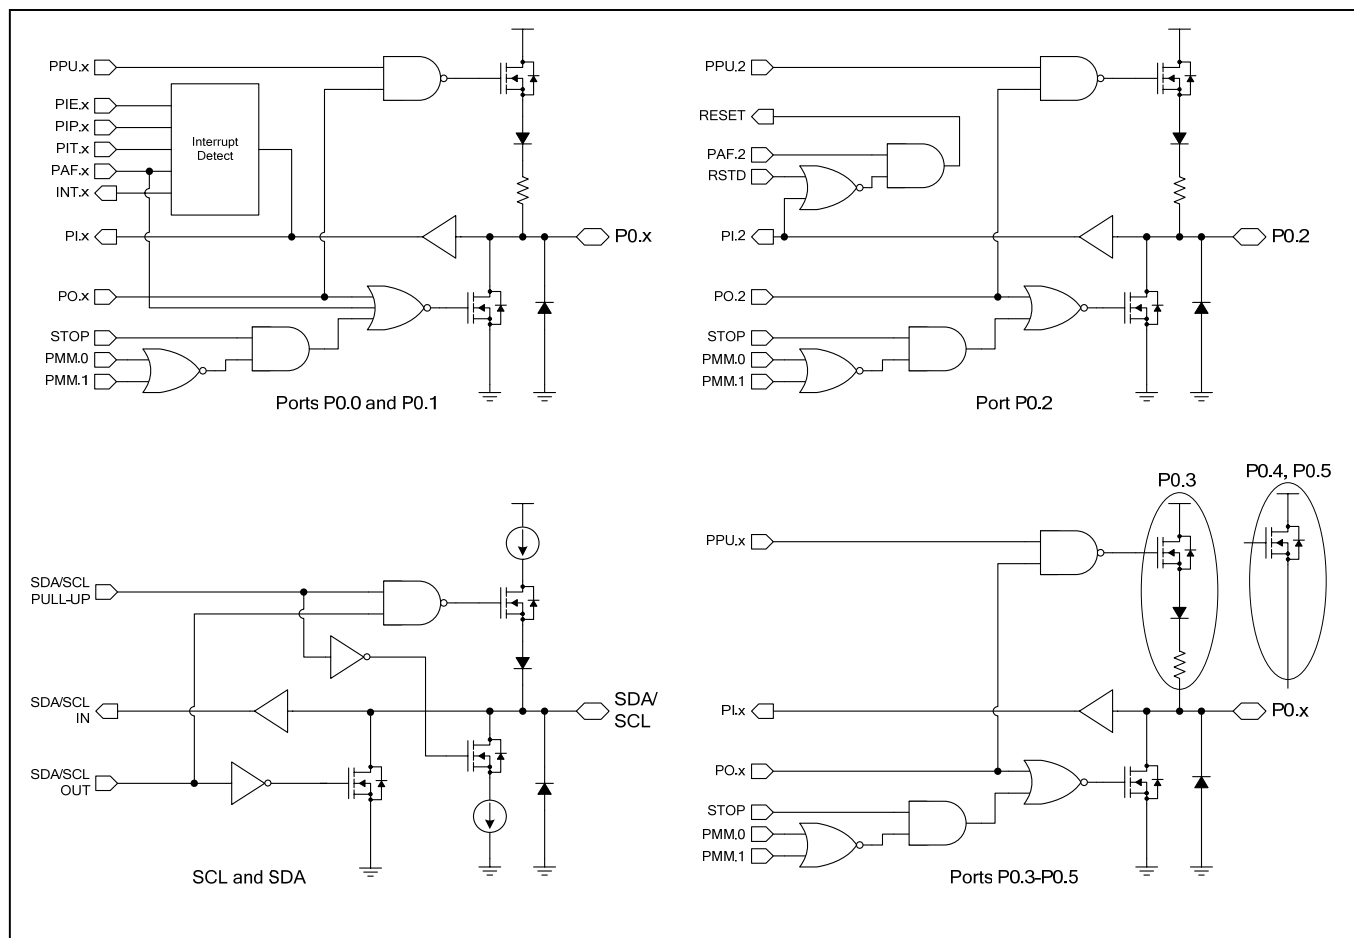 PPU.x
PIE.x
PIP.x
PIT.x
PAF.x
INT.x
Interrupt
Detect
PI.x
P0.x
PO.x
STOP
PMM.0
PMM.1
Ports P0.0 and P0.1
PPU.2
RESET
PAF.2
RSTD
PI.2
P0.2
PO.2
STOP
PMM.0
PMM.1
Port P0.2
SDA/SCL
PULL-UP
SDA/SCL
IN
SDA/
SCL
SDA/SCL
OUT
SCL and SDA
P0.3
P0.4, P0.5
PPU.x
PI.x
P0.x
PO.x
STOP
PMM.0
PMM.1
Ports P0.3-P0.5